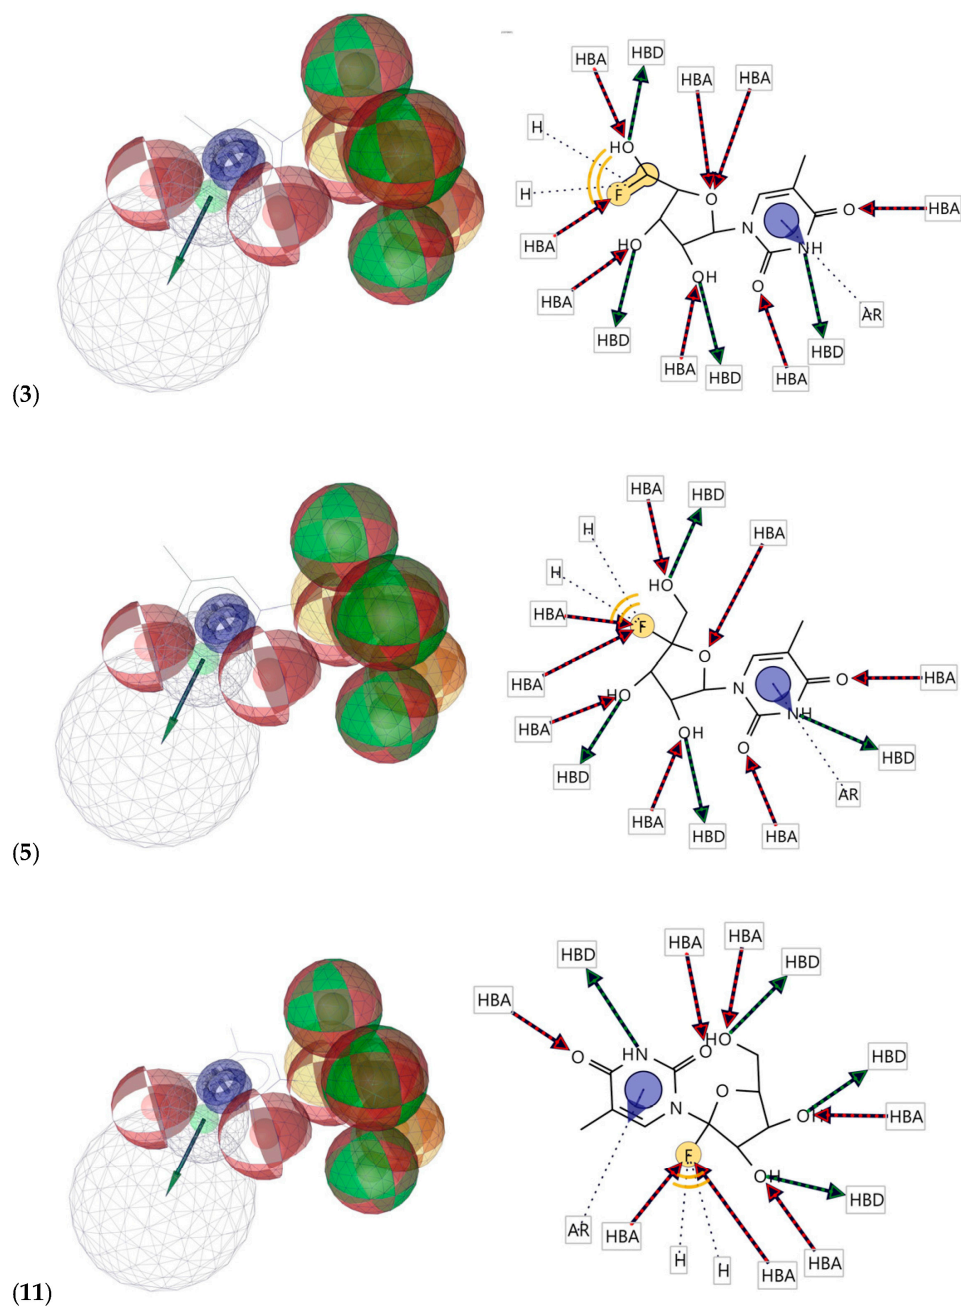 HBA HBD HBA HBA
H
HO
H F O
HBA HO N O HBA
HBA OH O NH
HBD HBA HBD HBA HBD AR
(3)
HBA HBD
H HBA
H HO
HBA F
HBA O O HBA
HBA HO N NH
HBD OH O HBD
HBA HBD HBA AR
(5)
HBD HBA HBA HBD
HBA
O HN O HO HBD
O OH HBA
N
F OH HBD
AR HBA
H H HBA HBA
(11)